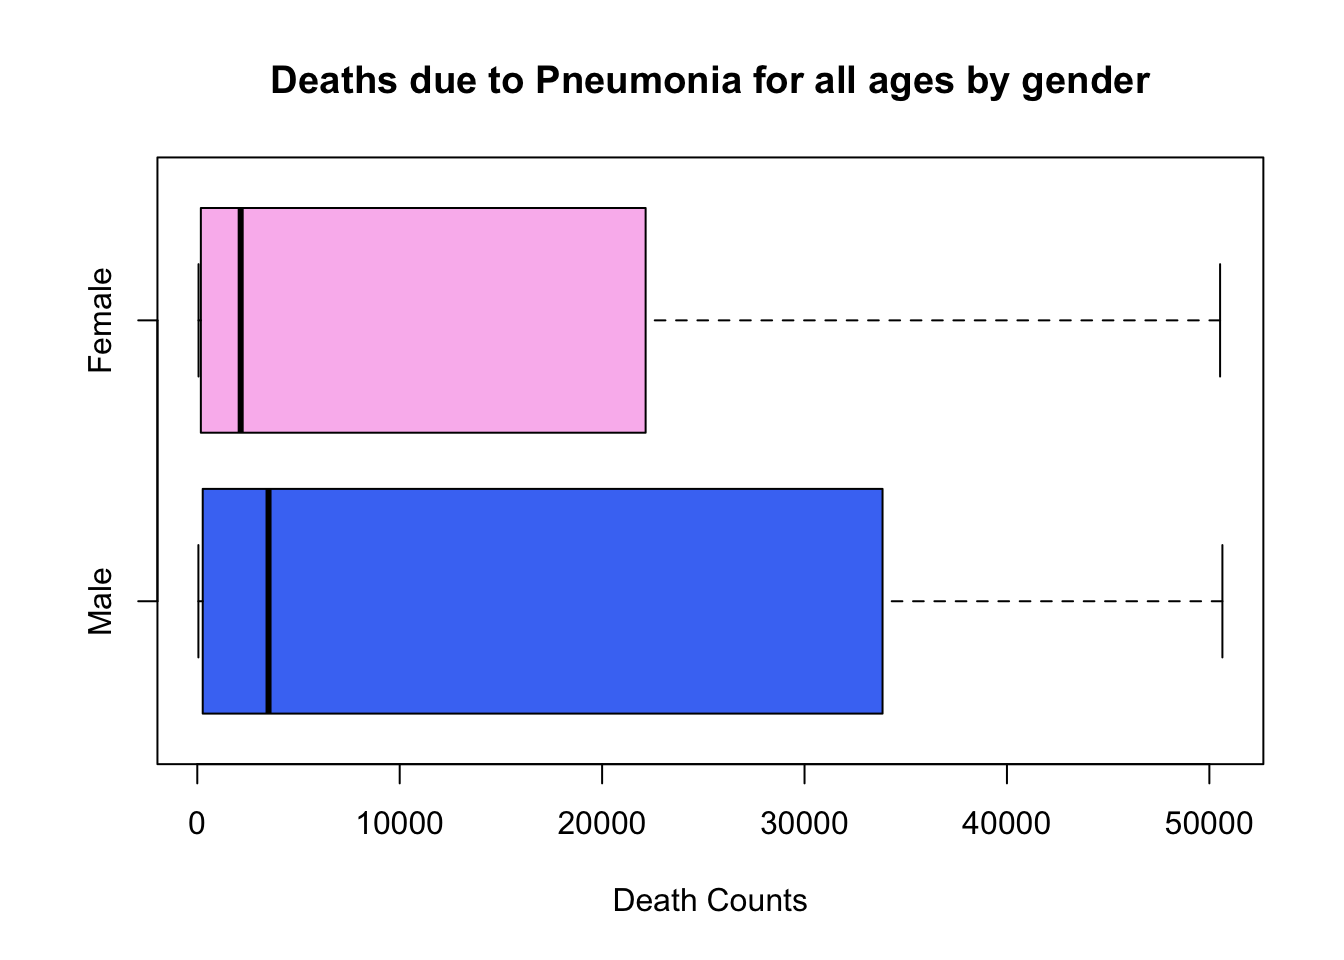 Deaths due to Pneumonia for all ages by gender
Female
Male
0 10000 20000 30000 40000 50000
Death Counts